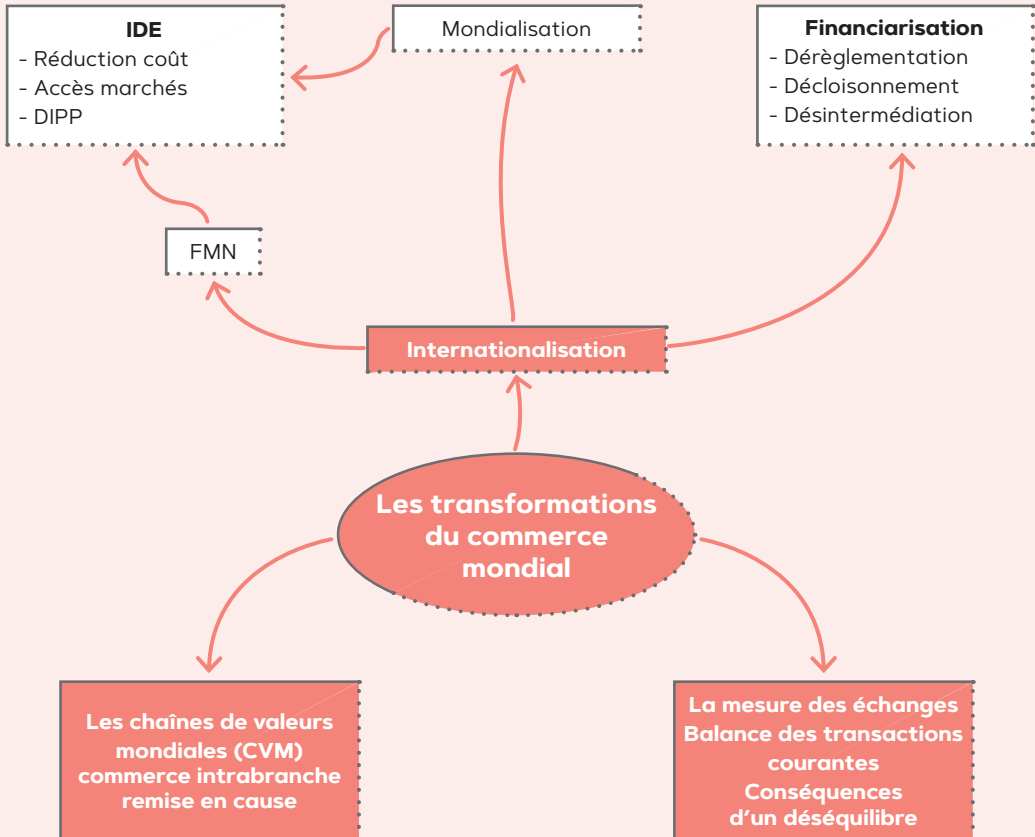 IDE
- Réduction coût
- Accès marchés
- DIPP
Mondialisation
Financiarisation
- Dérèglementation
- Décloisonnement
- Désintermédiation
FMN
Internationalisation
Les transformations
du commerce
mondial
Les chaînes de valeurs
mondiales (CVM)
commerce intrabranche
remise en cause
La mesure des échanges
Balance des transactions
courantes
Conséquences
d'un déséquilibre